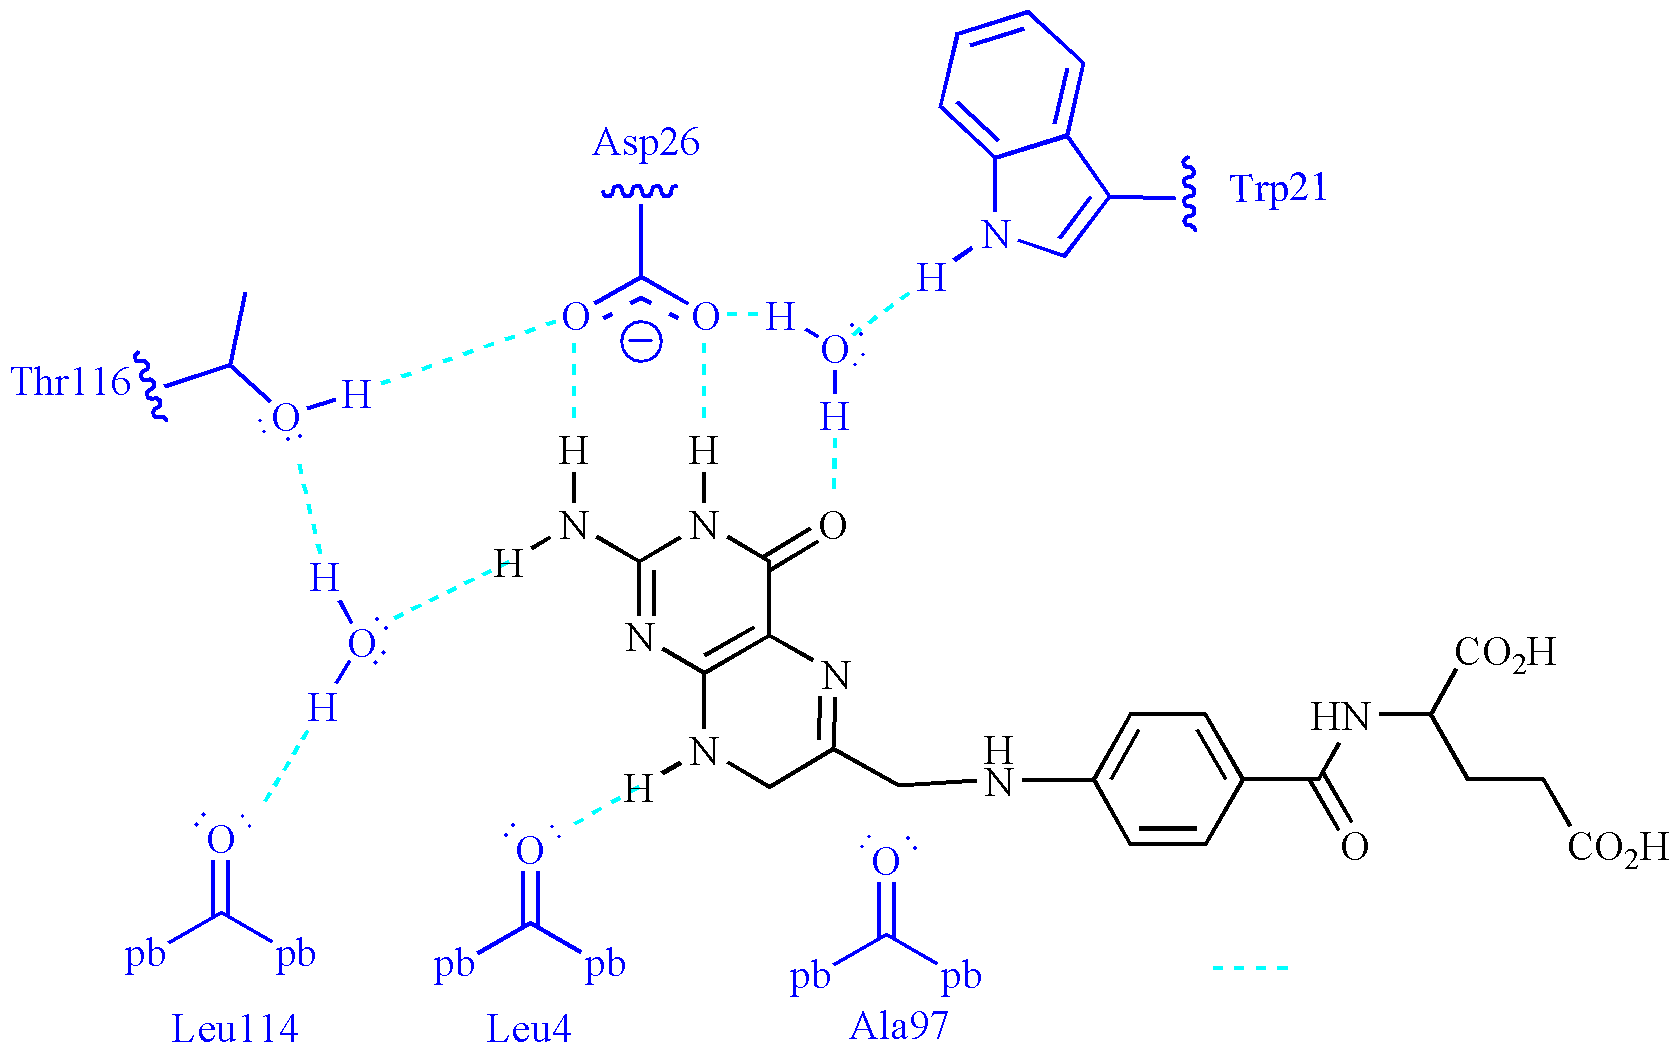 Asp26
Trp21
N
H
O
O
H
O
H
−
Thr116
O
H
H
H
H
N
N
O
H
H
O
H
N
N
N
H
N
H
HN
O
CO2H
CO2H
O
O
O
pb
pb
pb
pb
pb
pb
Leu114
Leu4
Ala97